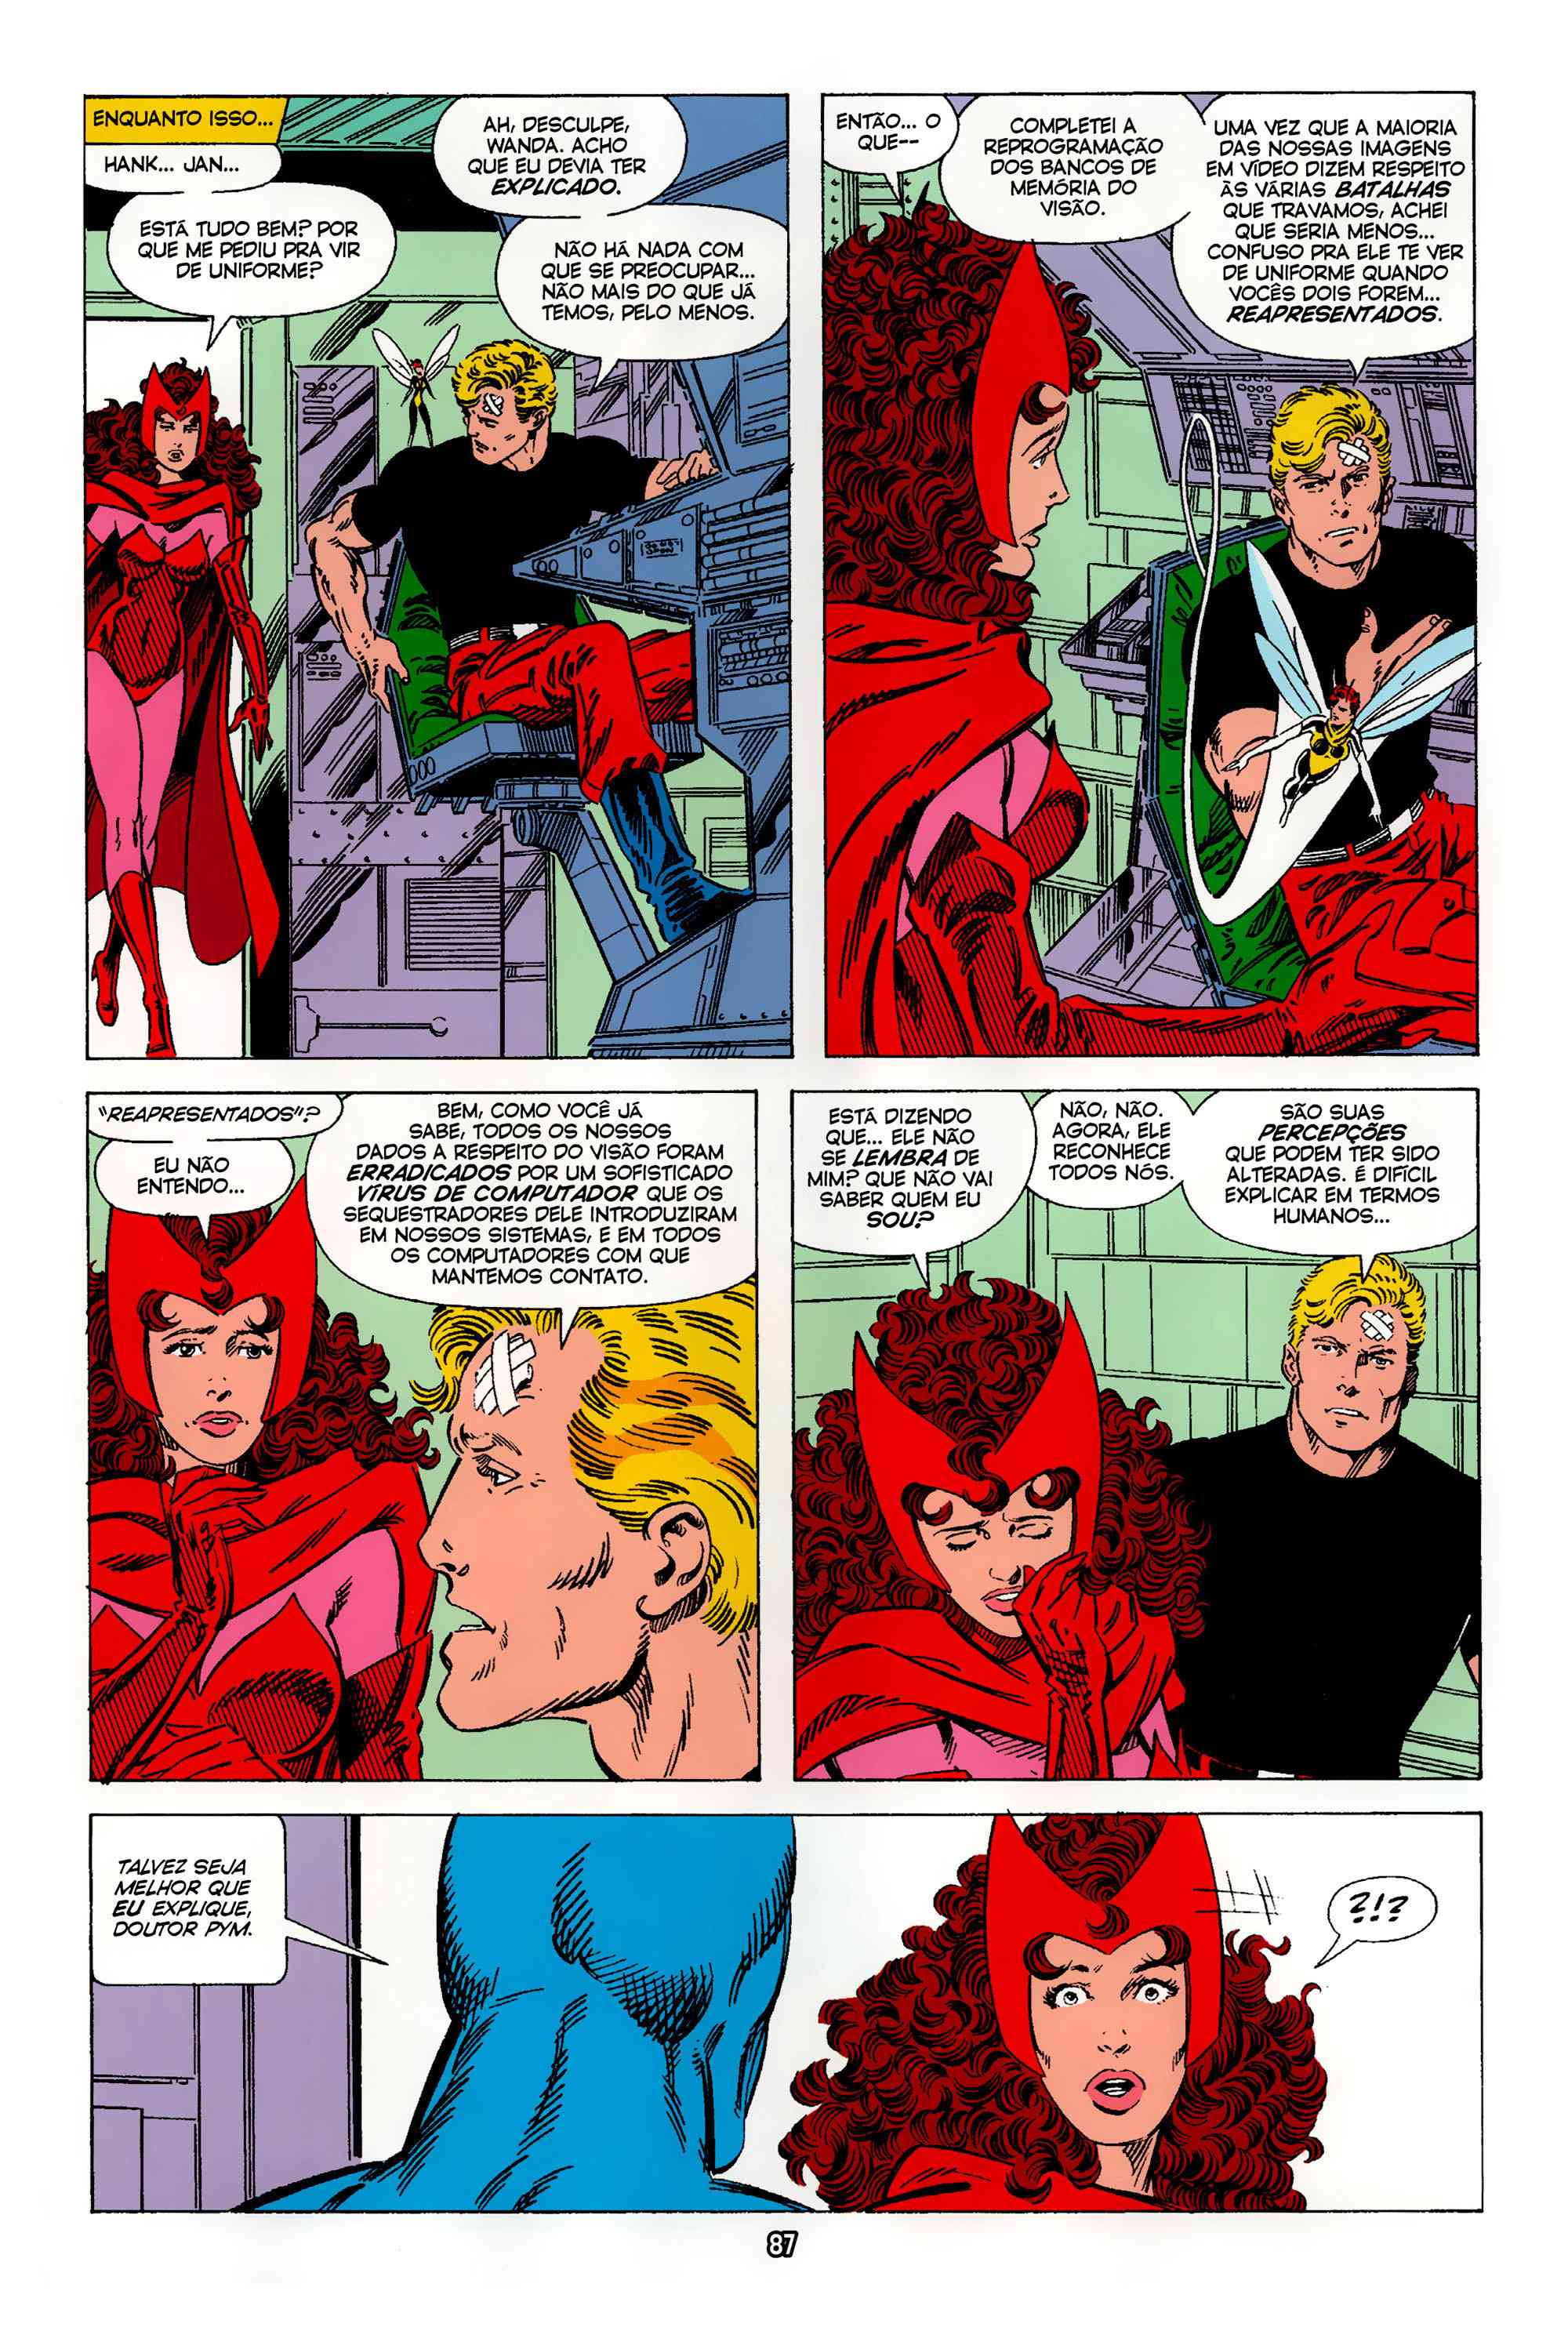 ENQUANTO ISSO...
HANK... JAN...
ESTÁ TUDO BEM? POR
QUE ME PEDIU PRA VIR
DE UNIFORME?
AH, DESCULPE,
WANDA. ACHO
QUE EU DEVIA TER
EXPLICADO.
NÃO HÁ NADA COM
QUE SE PREOCUPAR...
NÃO MAIS DO QUE JÁ
TEMOS, PELO MENOS.
ENTÃO... O
QUE--
COMPLETEI A
REPROGRAMAÇÃO
DOS BANCOS DE
MEMÓRIA DO
VISÃO.
UMA VEZ QUE A MAIORIA
DAS NOSSAS IMAGENS
EM VÍDEO DIZEM RESPEITO
ÀS VÁRIAS BATALHAS
QUE TRAVAMOS, ACHEI
QUE SERIA MENOS...
CONFUSO PRA ELE TE VER
DE UNIFORME QUANDO
VOCÊS DOIS FOREM...
REAPRESENTADOS.
"REAPRESENTADOS"?
EU NÃO
ENTENDO...
BEM, COMO VOCÊ JÁ
SABE, TODOS OS NOSSOS
DADOS A RESPEITO DO VISÃO FORAM
ERRADICADOS POR UM SOFISTICADO
VÍRUS DE COMPUTADOR QUE OS
SEQUESTRADORES DELE INTRODUZIRAM
EM NOSSOS SISTEMAS, E EM TODOS
OS COMPUTADORES COM QUE
MANTEMOS CONTATO.
ESTÁ DIZENDO
QUE... ELE NÃO
SE LEMBRA DE
MIM? QUE NÃO VAI
SABER QUEM EU
SOU?
NÃO, NÃO.
AGORA, ELE
RECONHECE
TODOS NÓS.
SÃO SUAS
PERCEPÇÕES
QUE PODEM TER SIDO
ALTERADAS. É DIFÍCIL
EXPLICAR EM TERMOS
HUMANOS...
TALVEZ SEJA
MELHOR QUE
EU EXPLIQUE,
DOUTOR PYM.
?!?
87